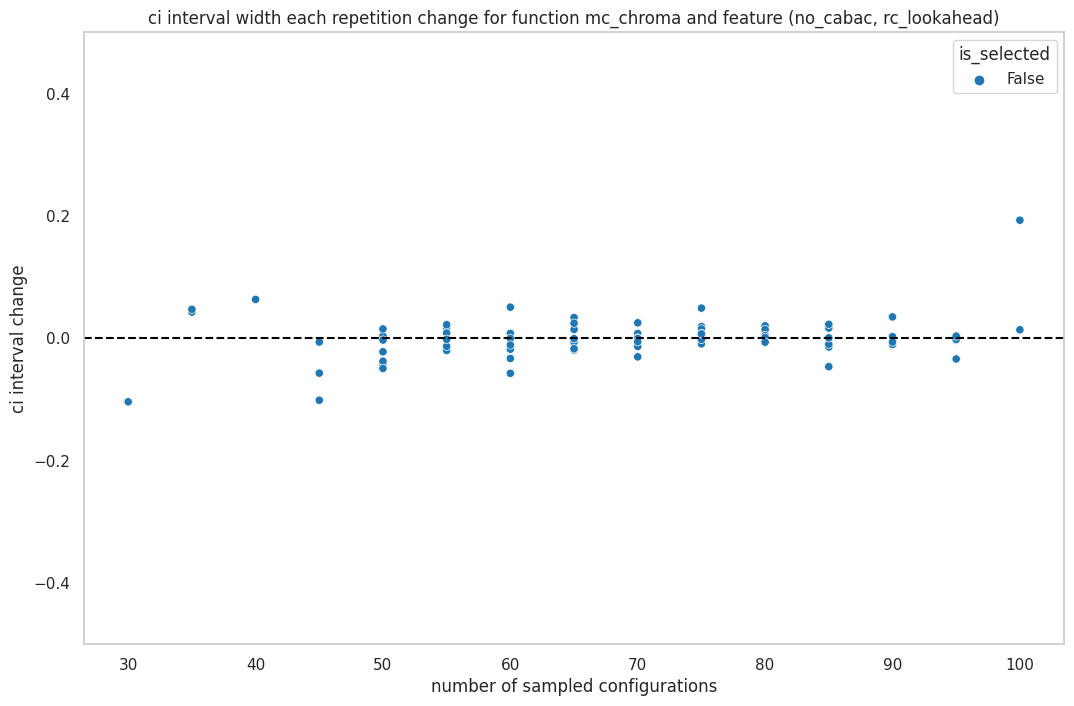 ci interval width each repetition change for function mc_chroma and feature (no_cabac, rc_lookahead)
is_selected
False
0.4
0.2
0.0
−0.2
−0.4
ci interval change
30 40 50 60 70 80 90 100
number of sampled configurations